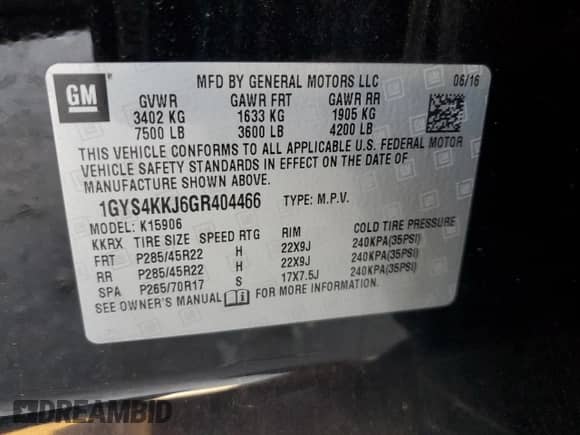 GM MFD BY GENERAL MOTORS LLC 06/16
GVWR GAWR FRT GAWR RR
3402 KG 1633 KG 1905 KG
7500 LB 3600 LB 4200 LB
THIS VEHICLE CONFORMS TO ALL APPLICABLE U.S. FEDERAL MOTOR
VEHICLE SAFETY STANDARDS IN EFFECT ON THE DATE OF
MANUFACTURE SHOWN ABOVE.
1GYS4KKJ6GR404466 TYPE: M.P.V.
MODEL: K15906
KKRX TIRE SIZE SPEED RTG RIM COLD TIRE PRESSURE
FRT P285/45R22 H 22X9J 240KPA(35PSI)
RR P285/45R22 H 22X9J 240KPA(35PSI)
SPA P265/70R17 S 17X7.5J 240KPA(35PSI)
SEE OWNER'S MANUAL FOR MORE INFORMATION.
DREAMBID